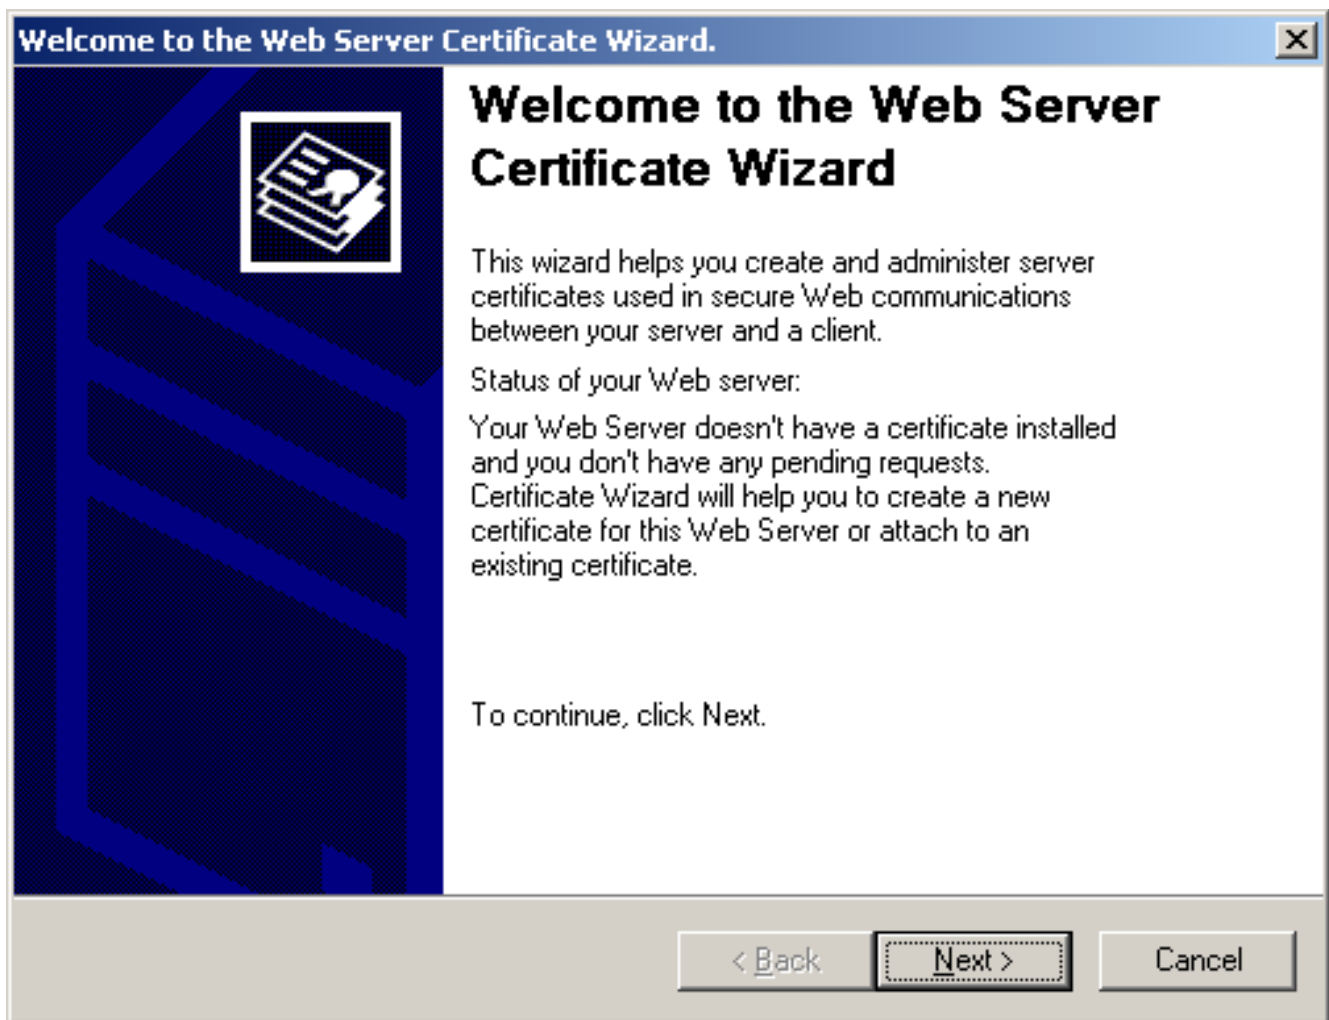 Welcome to the Web Server Certificate Wizard.
Welcome to the Web Server
Certificate Wizard
This wizard helps you create and administer server
certificates used in secure Web communications
between your server and a client.
Status of your Web server:
Your Web Server doesn't have a certificate installed
and you don't have any pending requests.
Certificate Wizard will help you to create a new
certificate for this Web Server or attach to an
existing certificate.
To continue, click Next.
< Back Next > Cancel